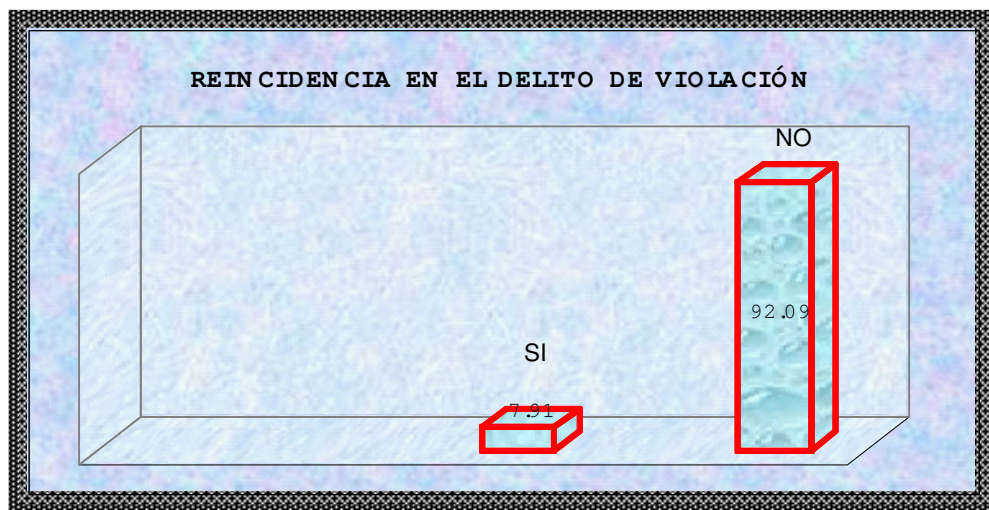 REINCIDENCIA EN EL DELITO DE VIOLACIÓN
NO
92.09
SI
7.91